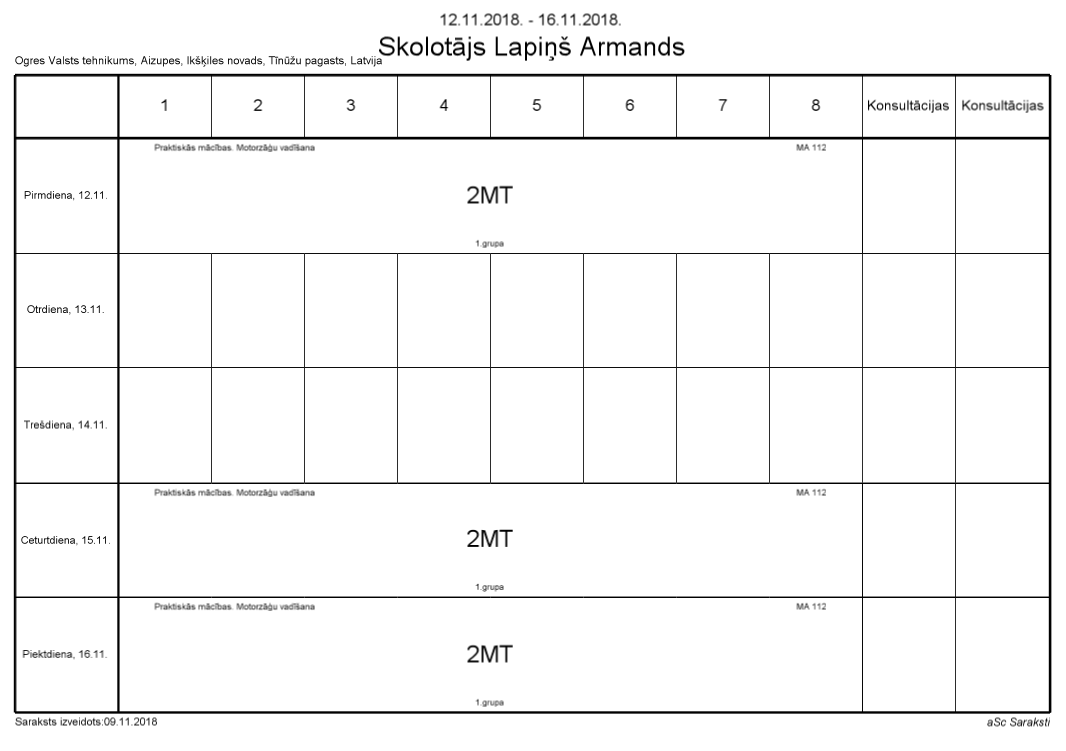 12.11.2018. - 16.11.2018.
Skolotājs Lapiņš Armands
Ogres Valsts tehnikums, Aizupes, Ikšķiles novads, Tīnūžu pagasts, Latvija
1 2 3 4 5 6 7 8 Konsultācijas Konsultācijas
Praktiskās mācības. Motorzāģu vadīšana MA 112
Pirmdiena, 12.11. 2MT
1.grupa
Otrdiena, 13.11.
Trešdiena, 14.11.
Praktiskās mācības. Motorzāģu vadīšana MA 112
Ceturtdiena, 15.11. 2MT
1.grupa
Praktiskās mācības. Motorzāģu vadīšana MA 112
Piektdiena, 16.11. 2MT
1.grupa
Saraksts izveidots:09.11.2018 aSc Saraksti